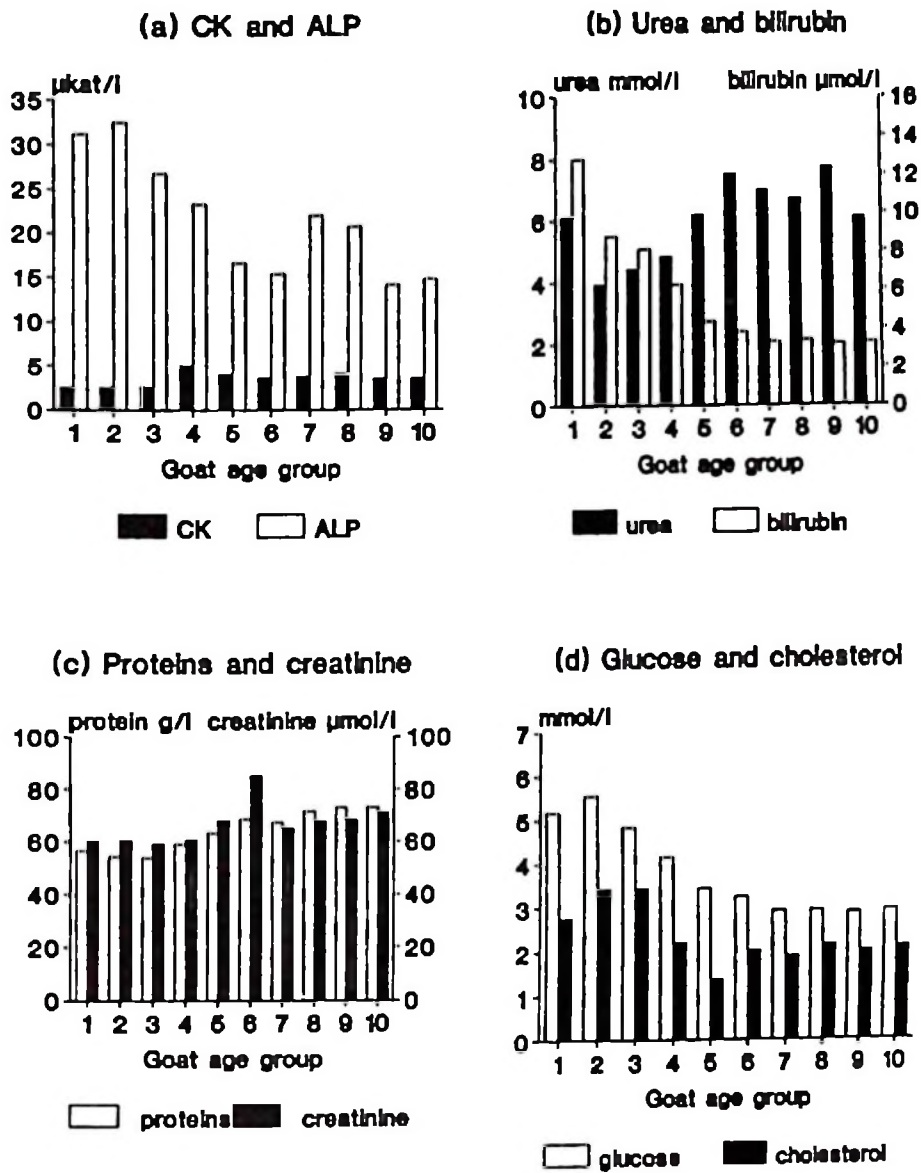 (a) CK and ALP
µkat/l
35
30
25
20
15
10
5
0
1 2 3 4 5 6 7 8 9 10
Goat age group
CK ALP
(b) Urea and bilirubin
urea mmol/l bilirubin µmol/l
10
8
6
4
2
0
16
14
12
10
8
6
4
2
0
1 2 3 4 5 6 7 8 9 10
Goat age group
urea bilirubin
(c) Proteins and creatinine
protein g/l creatinine µmol/l
100
80
60
40
20
0
100
80
60
40
20
0
1 2 3 4 5 6 7 8 9 10
Goat age group
proteins creatinine
(d) Glucose and cholesterol
mmol/l
7
6
5
4
3
2
1
0
1 2 3 4 5 6 7 8 9 10
Goat age group
glucose cholesterol